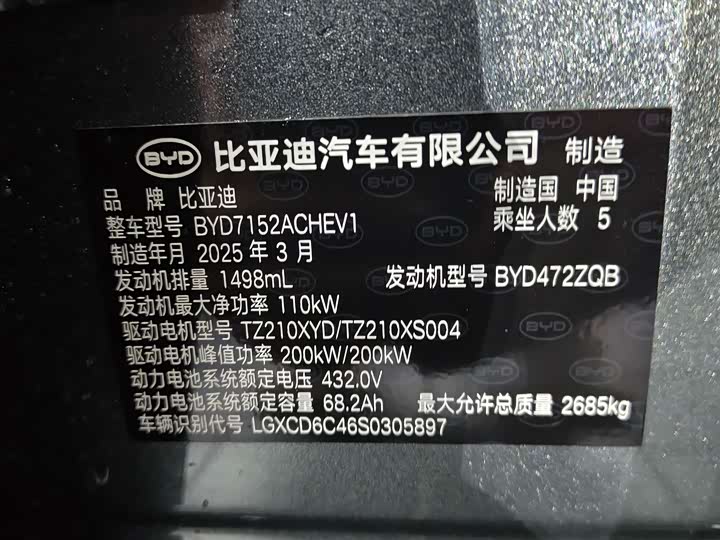 BYD 比亚迪汽车有限公司 制造
品 牌 比亚迪 制造国 中国
整车型号 BYD7152ACHEV1 乘坐人数 5
制造年月 2025 年 3 月
发动机排量 1498mL 发动机型号 BYD472ZQB
发动机最大净功率 110kW
驱动电机型号 TZ210XYD/TZ210XS004
驱动电机峰值功率 200kW/200kW
动力电池系统额定电压 432.0V
动力电池系统额定容量 68.2Ah 最大允许总质量 2685kg
车辆识别代号 LGXCD6C46S0305897